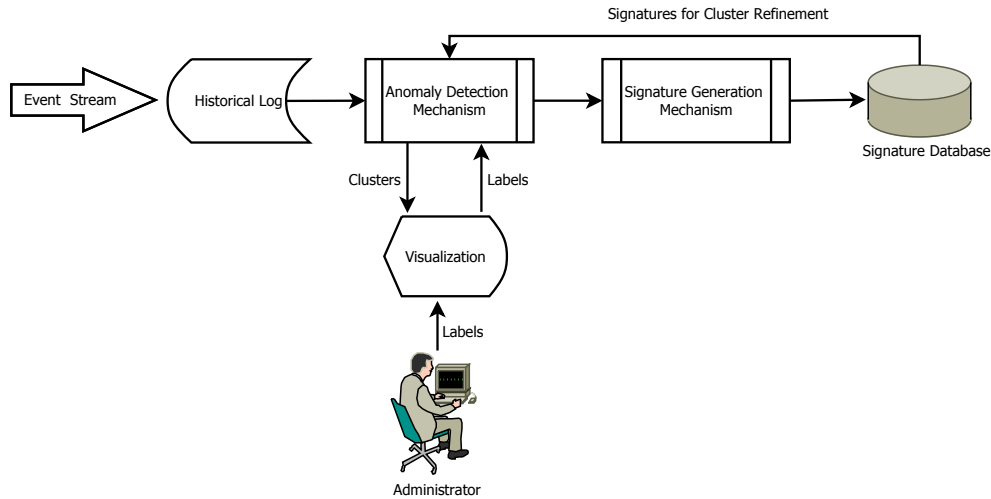 Signatures for Cluster Refinement
Event Stream
Historical Log
Anomaly Detection
Mechanism
Signature Generation
Mechanism
Signature Database
Clusters
Labels
Visualization
Labels
Administrator